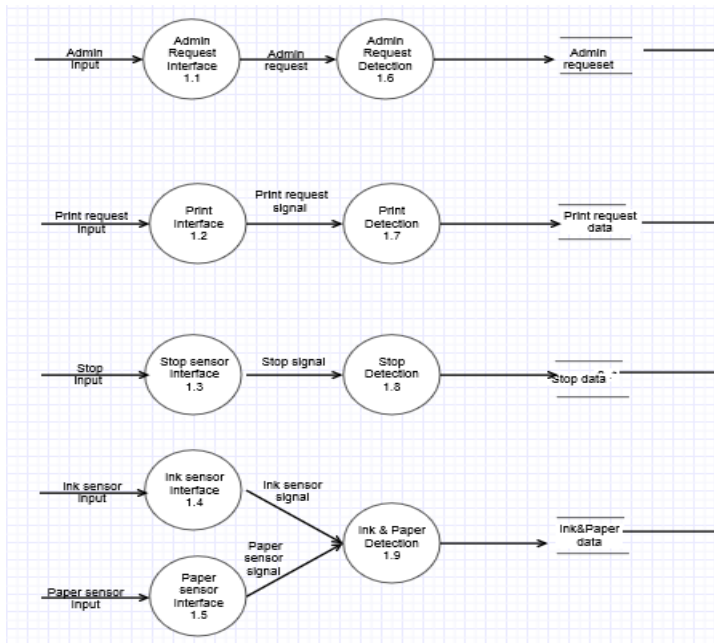 Admin
Input
Admin
Request
Interface
1.1
Admin
request
Admin
Request
Detection
1.6
Admin
requeset
Print request
Input
Print
Interface
1.2
Print request
signal
Print
Detection
1.7
Print request
data
Stop
Input
Stop sensor
Interface
1.3
Stop signal
Stop
Detection
1.8
Stop data
Ink sensor
Input
Ink sensor
Interface
1.4
Ink sensor
signal
Paper sensor
Input
Paper
sensor
Interface
1.5
Paper
sensor
signal
Ink & Paper
Detection
1.9
Ink&Paper
data